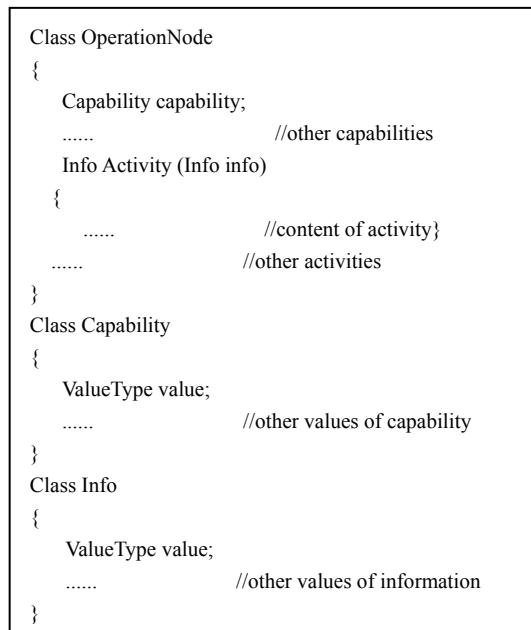 Class OperationNode
{
Capability capability;
...... //other capabilities
Info Activity (Info info)
{
...... //content of activity}
...... //other activities
}
Class Capability
{
ValueType value;
...... //other values of capability
}
Class Info
{
ValueType value;
...... //other values of information
}